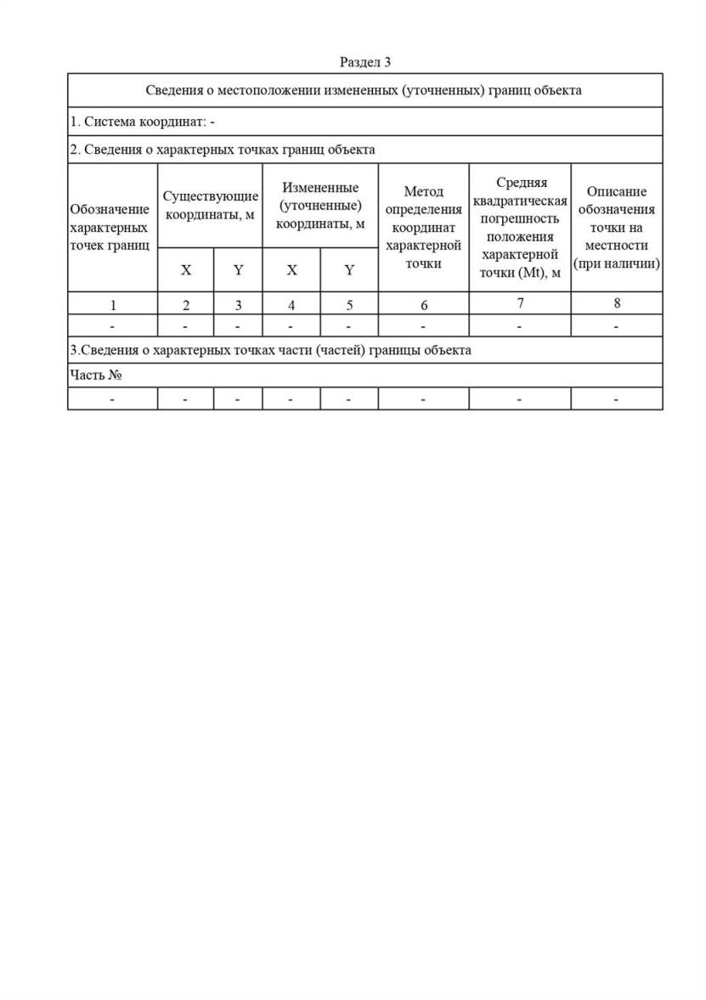 Раздел 3
Сведения о местоположении измененных (уточненных) границ объекта
1. Система координат: -
2. Сведения о характерных точках границ объекта
Обозначение
характерных
точек границ
Существующие
координаты, м
Измененные
(уточненные)
координаты, м
Метод
определения
координат
характерной
точки
Средняя
квадратическая
погрешность
положения
характерной
точки (Mt), м
Описание
обозначения
точки на
местности
(при наличии)
X Y X Y
1 2 3 4 5 6 7 8
- - - - - - - -
3.Сведения о характерных точках части (частей) границы объекта
Часть №
- - - - - - - -